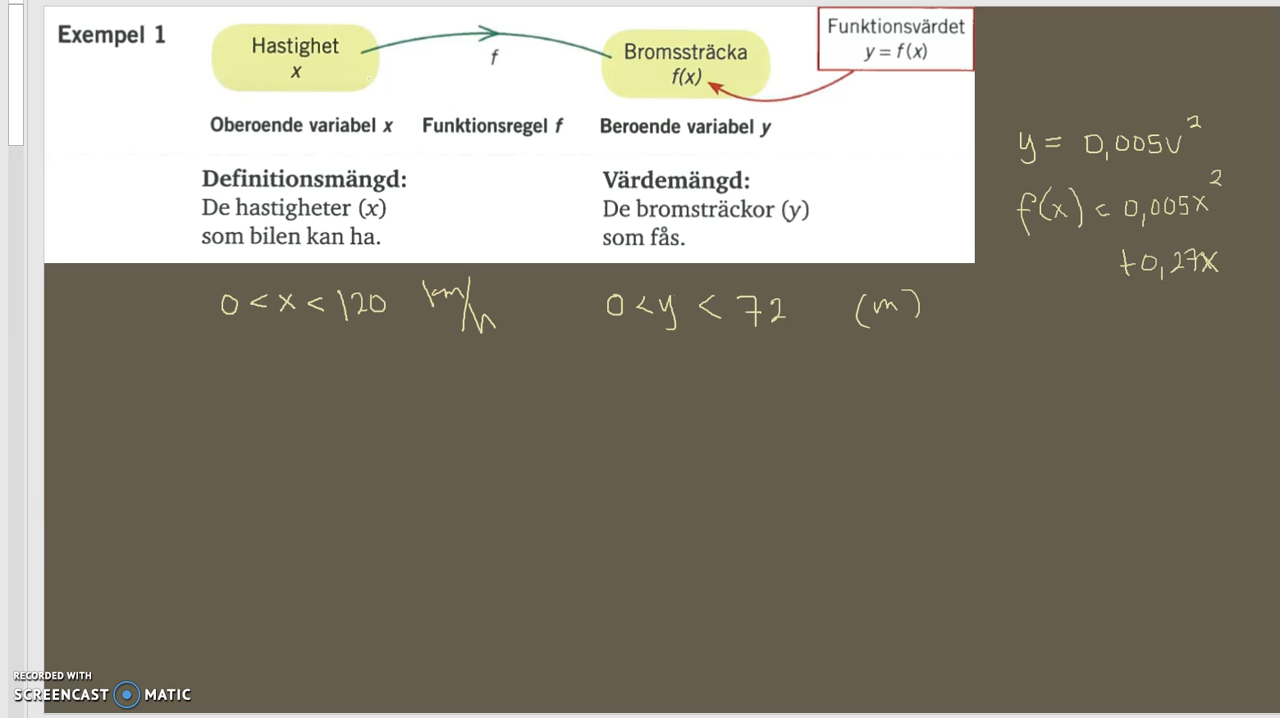 Exempel 1
Hastighet
x
f
Bromssträcka
f(x)
Funktionsvärdet
y = f(x)
Oberoende variabel x
Funktionsregel f
Beroende variabel y
Definitionsmängd:
De hastigheter (x)
som bilen kan ha.
Värdemängd:
De bromsträckor (y)
som fås.
y = 0,005v²
f(x) = 0,005x²
+0,27x
0 < x < 120 km/h
0 < y < 72 (m)
RECORDED WITH
SCREENCAST MATIC